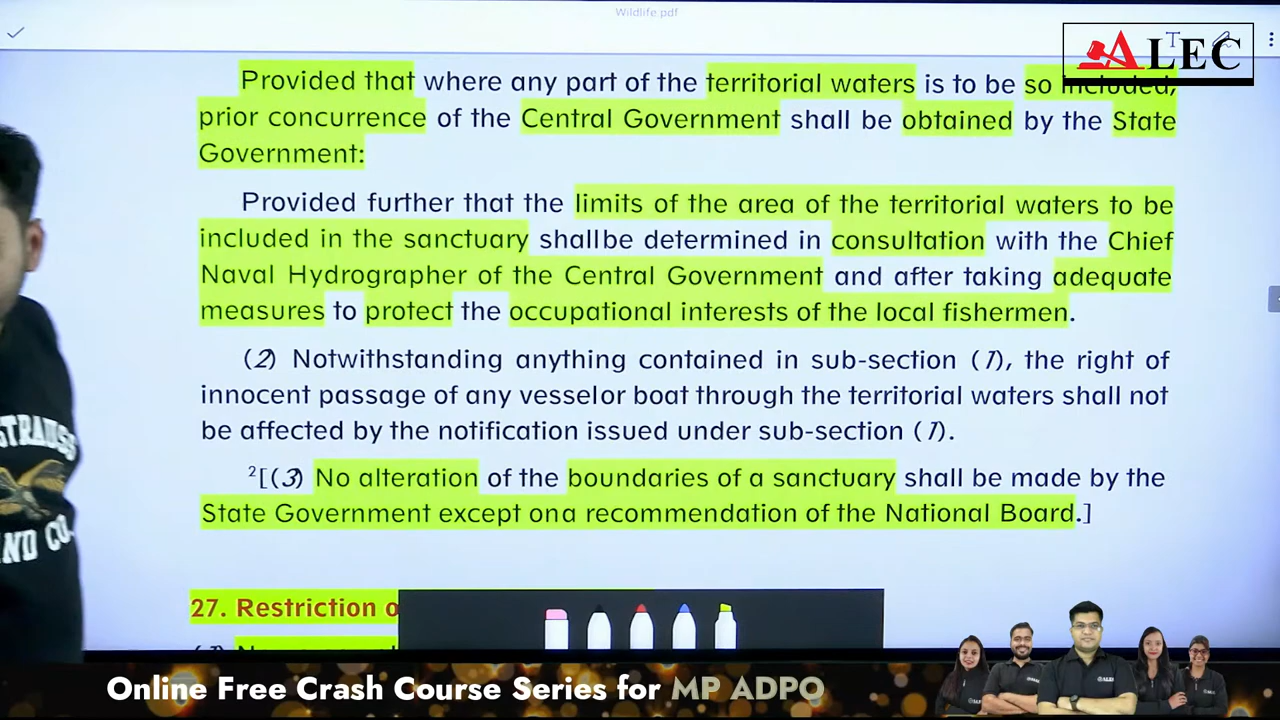 Wildlife.pdf
ALEC
Provided that where any part of the territorial waters is to be so included,
prior concurrence of the Central Government shall be obtained by the State
Government:
Provided further that the limits of the area of the territorial waters to be
included in the sanctuary shallbe determined in consultation with the Chief
Naval Hydrographer of the Central Government and after taking adequate
measures to protect the occupational interests of the local fishermen.
(2) Notwithstanding anything contained in sub-section (1), the right of
innocent passage of any vesselor boat through the territorial waters shall not
be affected by the notification issued under sub-section (1).
2[(3) No alteration of the boundaries of a sanctuary shall be made by the
State Government except ona recommendation of the National Board.]
27. Restriction o
STRAUSS
ND CO.
Online Free Crash Course Series for MP ADPO